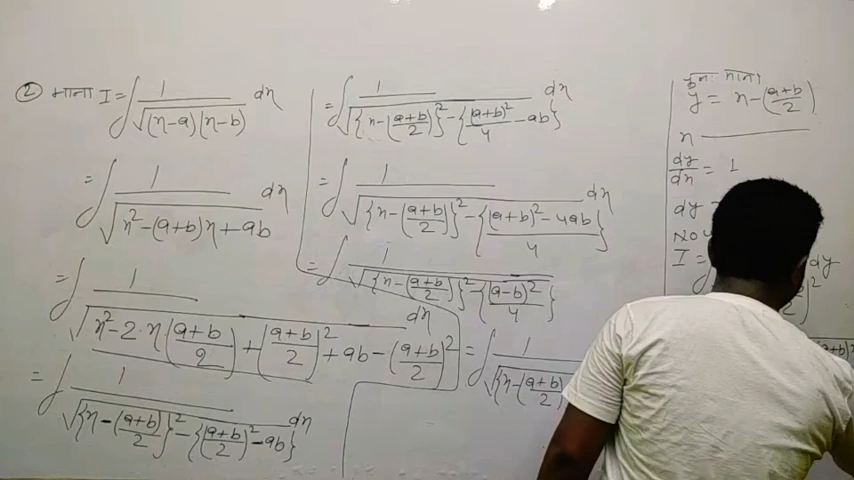 ② माना I = ∫ 1/√((x-a)(x-b)) dx
= ∫ 1/√(x²-(a+b)x+ab) dx
= ∫ 1/√(x²-2·x((a+b)/2)+((a+b)/2)²+ab-((a+b)/2)²) dx
= ∫ 1/√({x-((a+b)/2)}²-{((a+b)/2)²-ab}) dx
= ∫ 1/√({x-((a+b)/2)}²-{(a+b)²/4-ab}) dx
= ∫ 1/√({x-((a+b)/2)}²-{((a+b)²-4ab)/4}) dx
= ∫ 1/√({x-((a+b)/2)}²-{(a-b)²/4})
= ∫ 1/√({x-((a+b)/2)
पुनः माना
y = x-((a+b)/2)
x
dy/dx = 1
dy
Now
I = ∫ dy